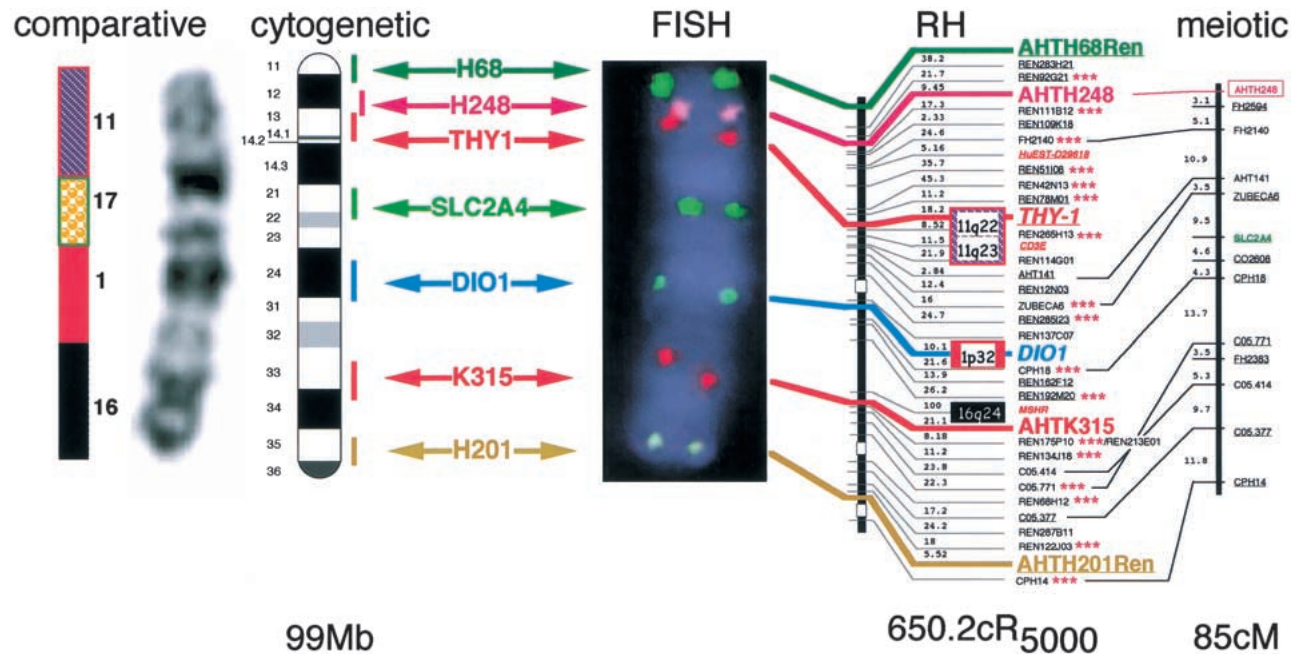 comparative
cytogenetic
FISH
RH
meiotic
11
17
1
16
11
12
13
14.1
14.2
14.3
21
22
23
24
31
32
33
34
35
36
H68
H248
THY1
SLC2A4
DIO1
K315
H201
38.2
21.7
9.45
17.3
2.33
24.6
5.16
35.7
45.3
11.2
18.2
8.52
11.5
21.9
2.84
12.4
16
24.7
10.1
21.6
13.9
26.2
100
21.1
8.18
11.2
23.8
22.3
17.2
24.2
18
5.52
11q22
11q23
1p32
16q24
AHTH68Ren
REN283H21
REN92G21 ***
AHTH248
REN111B12 ***
REN109K18
FH2140 ***
HuEST-D29618
REN51I08 ***
REN42N13 ***
REN78M01 ***
THY-1
REN265H13 ***
CD3E
REN114G01
AHT141
REN12N03
ZUBECA6 ***
REN285I23 ***
REN137C07
DIO1
CPH18 ***
REN162F12
REN192M20 ***
MSHR
AHTK315
REN175P10 ***/REN213E01
REN134J18 ***
C05.414
C05.771 ***
REN68H12 ***
C05.377
REN287B11
REN122J03 ***
AHTH201Ren
CPH14 ***
3.1
5.1
10.9
3.5
9.5
4.6
4.3
13.7
3.5
5.3
9.7
11.8
AHTH248
FH2594
FH2140
AHT141
ZUBECA6
SLC2A4
CO2608
CPH18
C05.771
FH2383
C05.414
C05.377
CPH14
99Mb
650.2cR5000
85cM